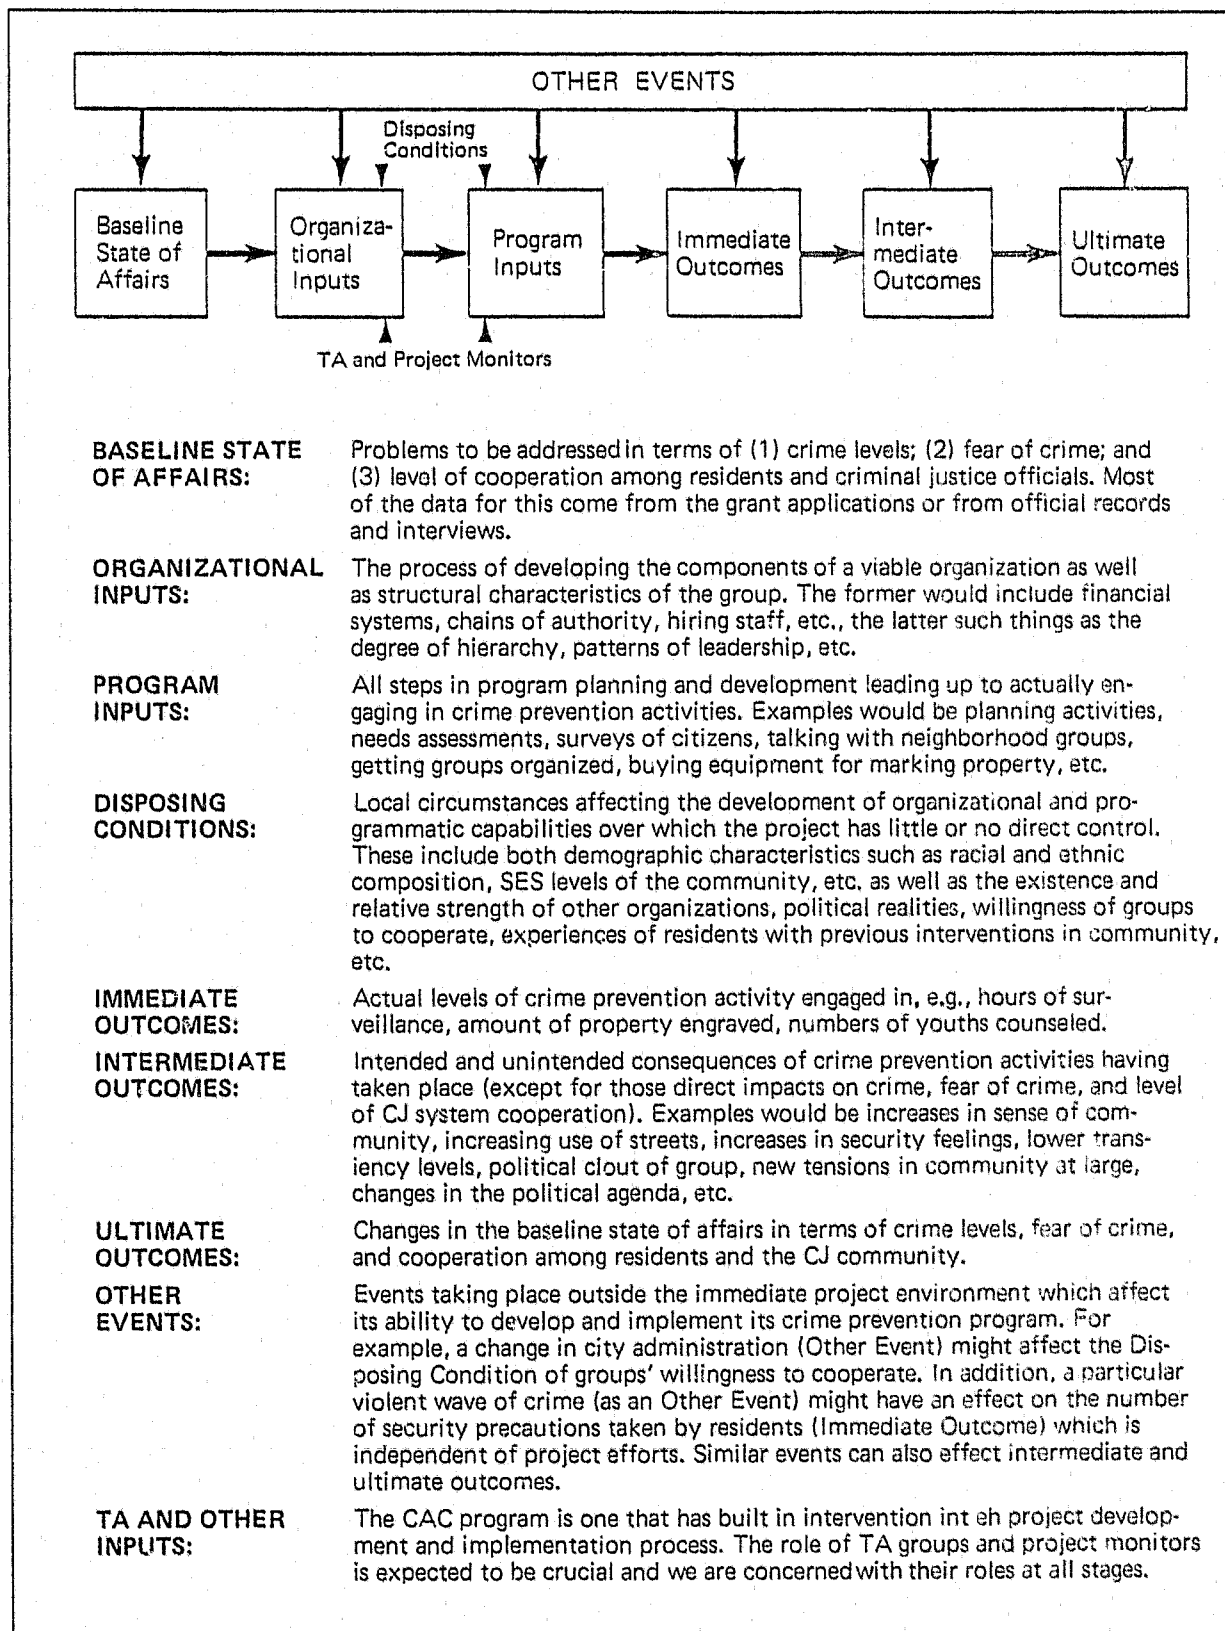 OTHER EVENTS
Disposing
Conditions
Baseline
State of
Affairs
Organiza-
tional
Inputs
Program
Inputs
Immediate
Outcomes
Inter-
mediate
Outcomes
Ultimate
Outcomes
TA and Project Monitors
BASELINE STATE
OF AFFAIRS:
Problems to be addressed in terms of (1) crime levels; (2) fear of crime; and
(3) level of cooperation among residents and criminal justice officials. Most
of the data for this come from the grant applications or from official records
and interviews.
ORGANIZATIONAL
INPUTS:
The process of developing the components of a viable organization as well
as structural characteristics of the group. The former would include financial
systems, chains of authority, hiring staff, etc., the latter such things as the
degree of hierarchy, patterns of leadership, etc.
PROGRAM
INPUTS:
All steps in program planning and development leading up to actually en-
gaging in crime prevention activities. Examples would be planning activities,
needs assessments, surveys of citizens, talking with neighborhood groups,
getting groups organized, buying equipment for marking property, etc.
DISPOSING
CONDITIONS:
Local circumstances affecting the development of organizational and pro-
grammatic capabilities over which the project has little or no direct control.
These include both demographic characteristics such as racial and ethnic
composition, SES levels of the community, etc. as well as the existence and
relative strength of other organizations, political realities, willingness of groups
to cooperate, experiences of residents with previous interventions in community,
etc.
IMMEDIATE
OUTCOMES:
Actual levels of crime prevention activity engaged in, e.g., hours of sur-
veillance, amount of property engraved, numbers of youths counseled.
INTERMEDIATE
OUTCOMES:
Intended and unintended consequences of crime prevention activities having
taken place (except for those direct impacts on crime, fear of crime, and level
of CJ system cooperation). Examples would be increases in sense of com-
munity, increasing use of streets, increases in security feelings, lower trans-
iency levels, political clout of group, new tensions in community at large,
changes in the political agenda, etc.
ULTIMATE
OUTCOMES:
Changes in the baseline state of affairs in terms of crime levels, fear of crime,
and cooperation among residents and the CJ community.
OTHER
EVENTS:
Events taking place outside the immediate project environment which affect
its ability to develop and implement its crime prevention program. For
example, a change in city administration (Other Event) might affect the Dis-
posing Condition of groups' willingness to cooperate. In addition, a particular
violent wave of crime (as an Other Event) might have an effect on the number
of security precautions taken by residents (Immediate Outcome) which is
independent of project efforts. Similar events can also effect intermediate and
ultimate outcomes.
TA AND OTHER
INPUTS:
The CAC program is one that has built in intervention int eh project develop-
ment and implementation process. The role of TA groups and project monitors
is expected to be crucial and we are concerned with their roles at all stages.